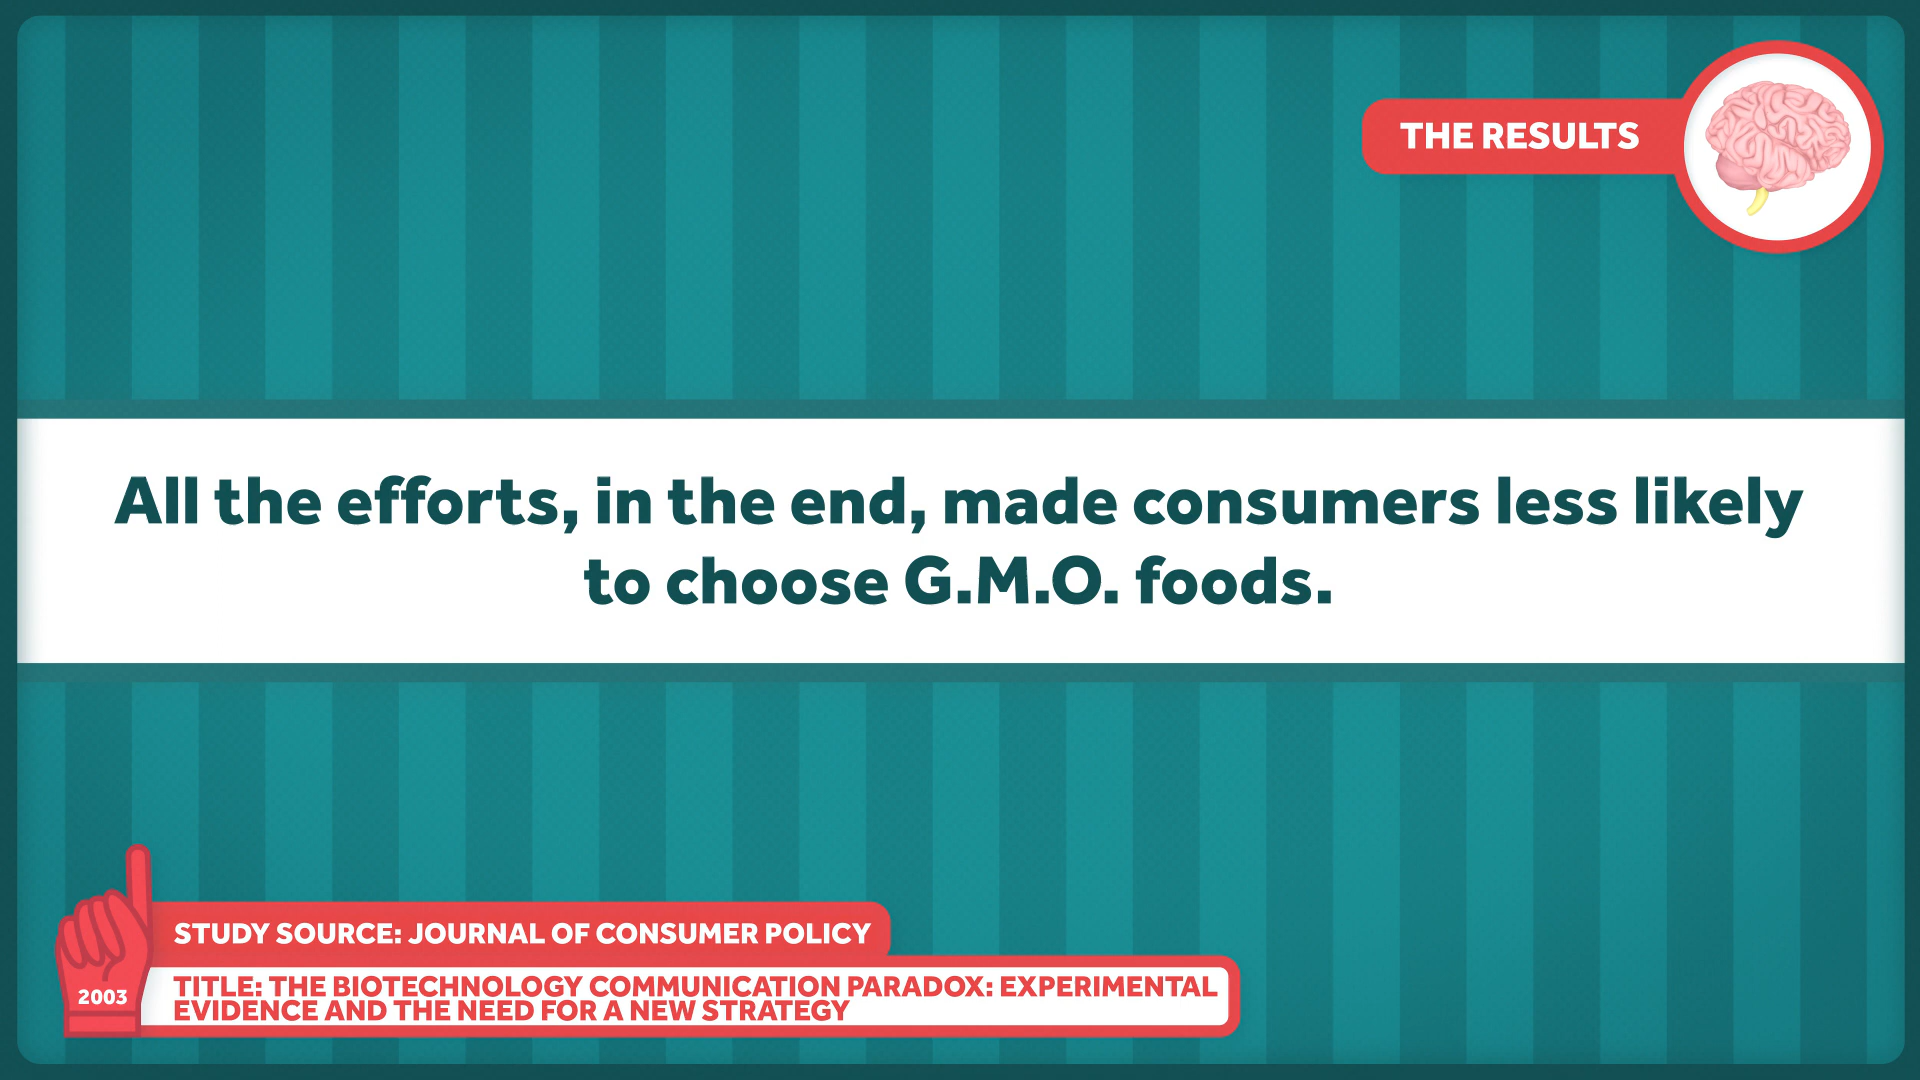 THE RESULTS
All the efforts, in the end, made consumers less likely
to choose G.M.O. foods.
STUDY SOURCE: JOURNAL OF CONSUMER POLICY
2003
TITLE: THE BIOTECHNOLOGY COMMUNICATION PARADOX: EXPERIMENTAL
EVIDENCE AND THE NEED FOR A NEW STRATEGY